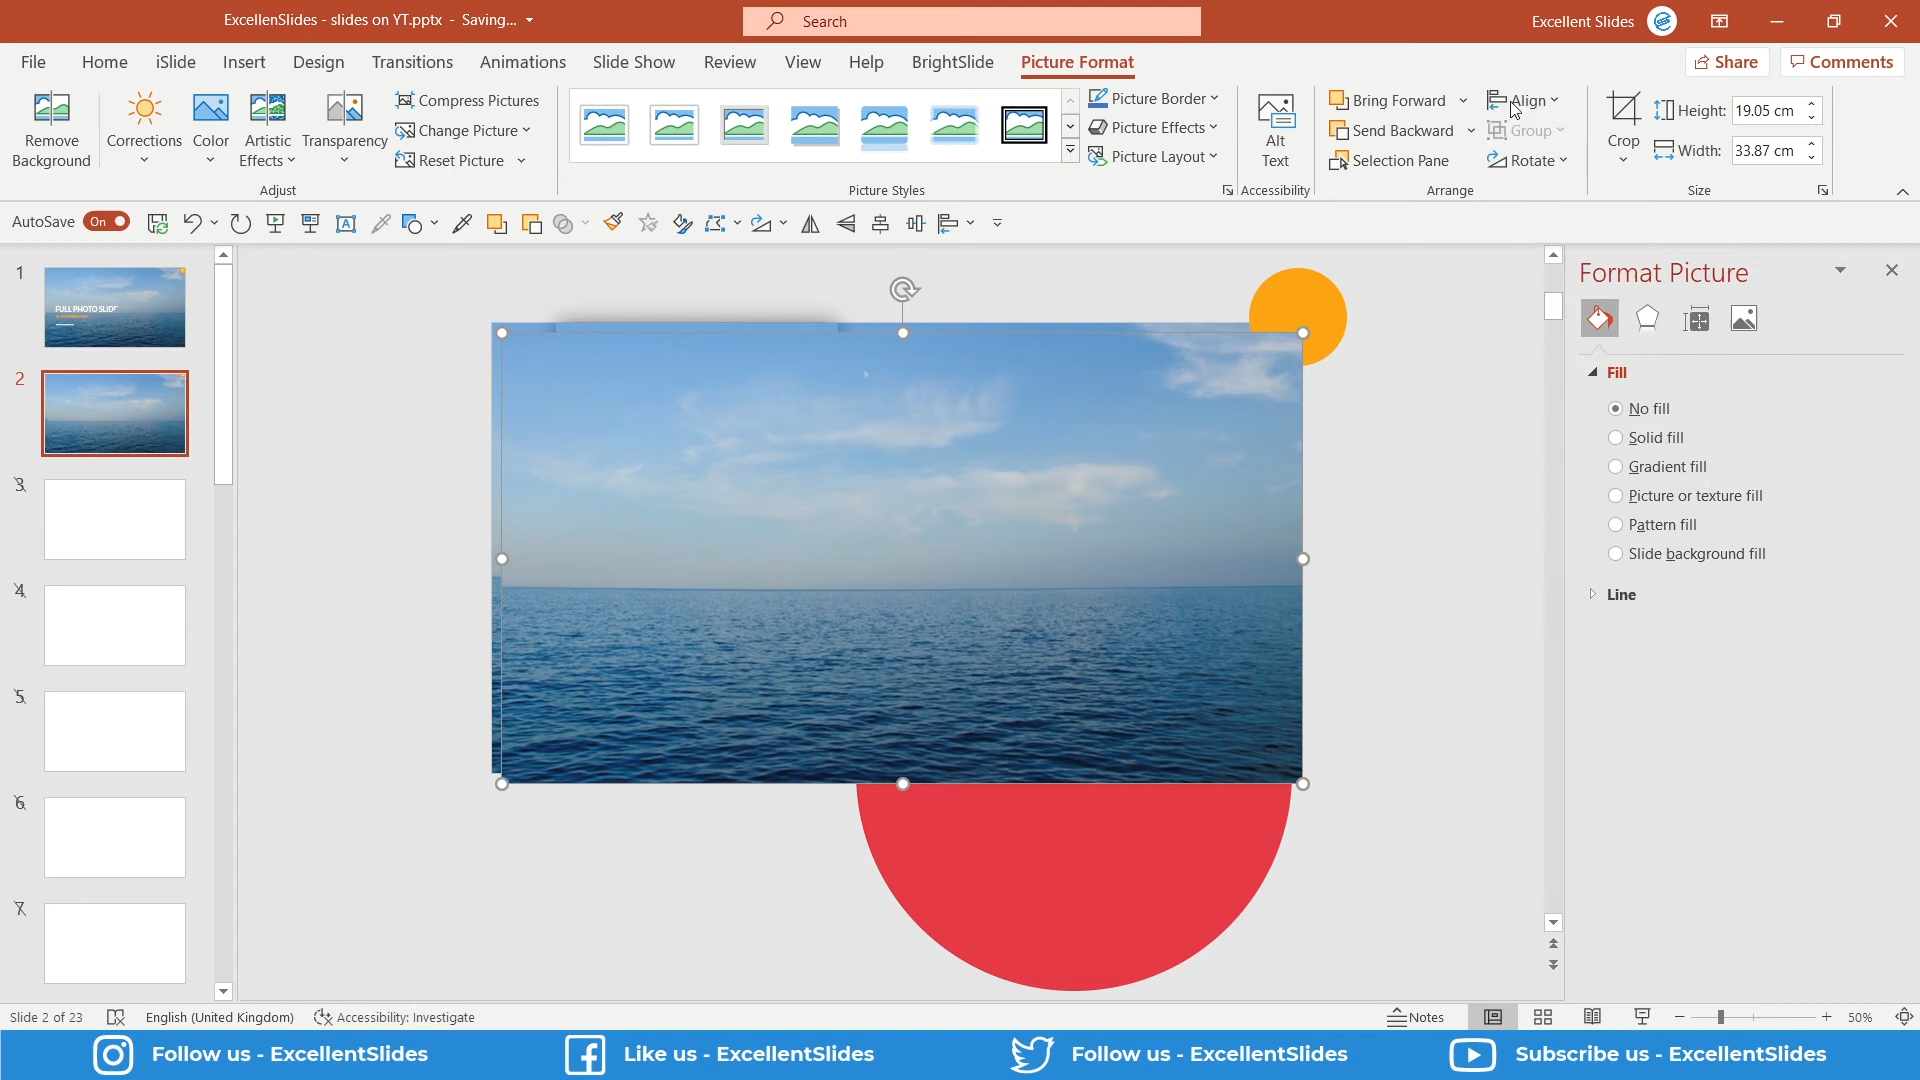 ExcellenSlides - slides on YT.pptx - Saving...
Search
Excellent Slides
File Home iSlide Insert Design Transitions Animations Slide Show Review View Help BrightSlide Picture Format
Share Comments
Remove Background
Corrections
Color
Artistic Effects
Transparency
Compress Pictures
Change Picture
Reset Picture
Picture Border
Picture Effects
Picture Layout
Alt Text
Bring Forward
Send Backward
Selection Pane
Align
Group
Rotate
Crop
Height: 19.05 cm
Width: 33.87 cm
Adjust
Picture Styles
Accessibility
Arrange
Size
AutoSave On
1
FULL PHOTO SLIDE
2
3
4
5
6
7
Format Picture
Fill
No fill
Solid fill
Gradient fill
Picture or texture fill
Pattern fill
Slide background fill
Line
Slide 2 of 23 English (United Kingdom) Accessibility: Investigate Notes 50%
Follow us - ExcellentSlides
Like us - ExcellentSlides
Follow us - ExcellentSlides
Subscribe us - ExcellentSlides